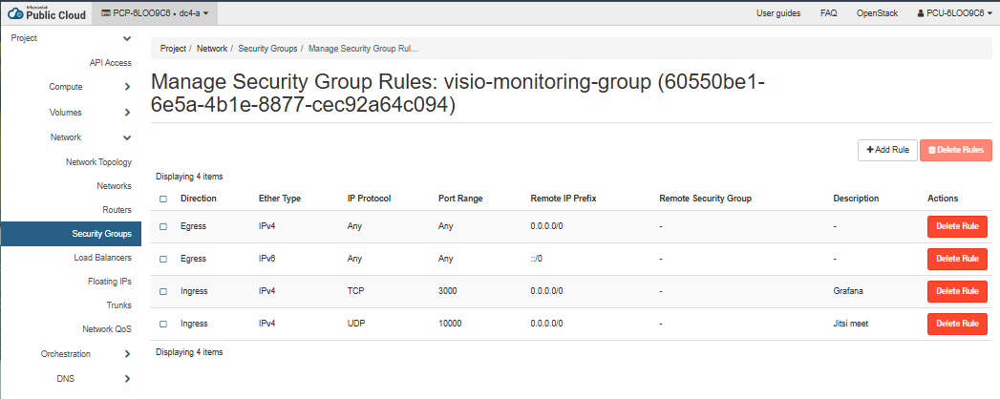 Infomaniak
Public Cloud
PCP-6LOO9C6 • dc4-a
User guides
FAQ
OpenStack
PCU-6LOO9C6
Project
API Access
Compute
Volumes
Network
Network Topology
Networks
Routers
Security Groups
Load Balancers
Floating IPs
Trunks
Network QoS
Orchestration
DNS
Project / Network / Security Groups / Manage Security Group Rul...
Manage Security Group Rules: visio-monitoring-group (60550be1-
6e5a-4b1e-8877-cec92a64c094)
+ Add Rule
Delete Rules
Displaying 4 items
Direction Ether Type IP Protocol Port Range Remote IP Prefix Remote Security Group Description Actions
Egress IPv4 Any Any 0.0.0.0/0 - - Delete Rule
Egress IPv6 Any Any ::/0 - - Delete Rule
Ingress IPv4 TCP 3000 0.0.0.0/0 - Grafana Delete Rule
Ingress IPv4 UDP 10000 0.0.0.0/0 - Jitsi meet Delete Rule
Displaying 4 items